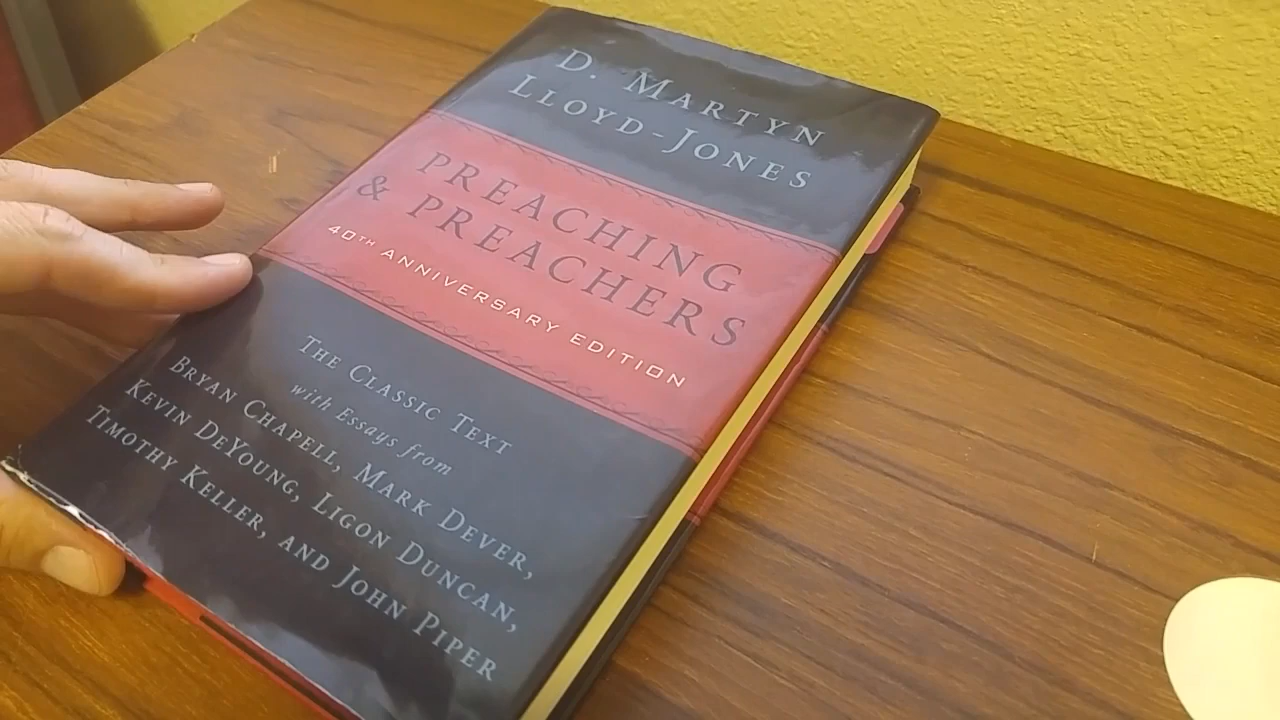 D. MARTYN
LLOYD-JONES
PREACHING
& PREACHERS
40TH ANNIVERSARY EDITION
THE CLASSIC TEXT
with Essays from
BRYAN CHAPELL, MARK DEVER,
KEVIN DEYOUNG, LIGON DUNCAN,
TIMOTHY KELLER, AND JOHN PIPER